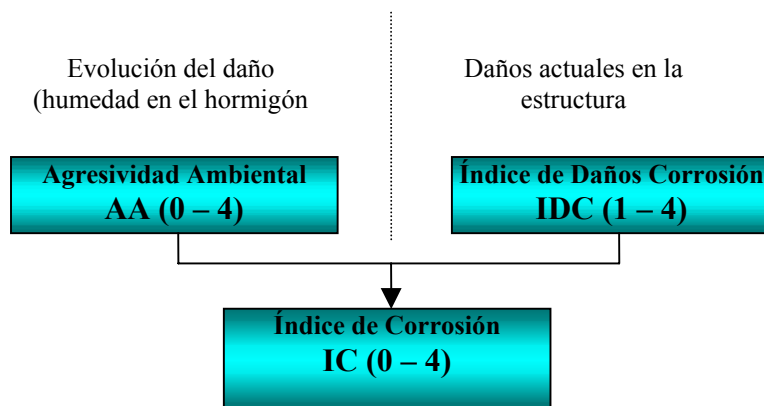 Evolución del daño
(humedad en el hormigón
Daños actuales en la
estructura
Agresividad Ambiental
AA (0 – 4)
Índice de Daños Corrosión
IDC (1 – 4)
Índice de Corrosión
IC (0 – 4)